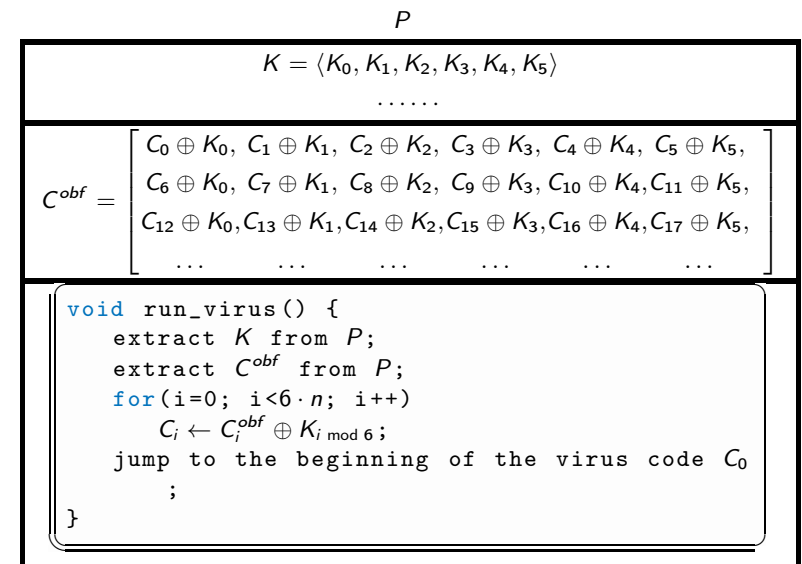 P
K = ⟨K₀, K₁, K₂, K₃, K₄, K₅⟩
......
C₀ ⊕ K₀, C₁ ⊕ K₁, C₂ ⊕ K₂, C₃ ⊕ K₃, C₄ ⊕ K₄, C₅ ⊕ K₅,
C^obf = C₆ ⊕ K₀, C₇ ⊕ K₁, C₈ ⊕ K₂, C₉ ⊕ K₃, C₁₀ ⊕ K₄, C₁₁ ⊕ K₅,
C₁₂ ⊕ K₀, C₁₃ ⊕ K₁, C₁₄ ⊕ K₂, C₁₅ ⊕ K₃, C₁₆ ⊕ K₄, C₁₇ ⊕ K₅,
... ... ... ... ... ...
void run_virus() {
extract K from P;
extract C^obf from P;
for(i=0; i<6·n; i++)
C_i ← C_i^obf ⊕ K_{i mod 6};
jump to the beginning of the virus code C₀
;
}